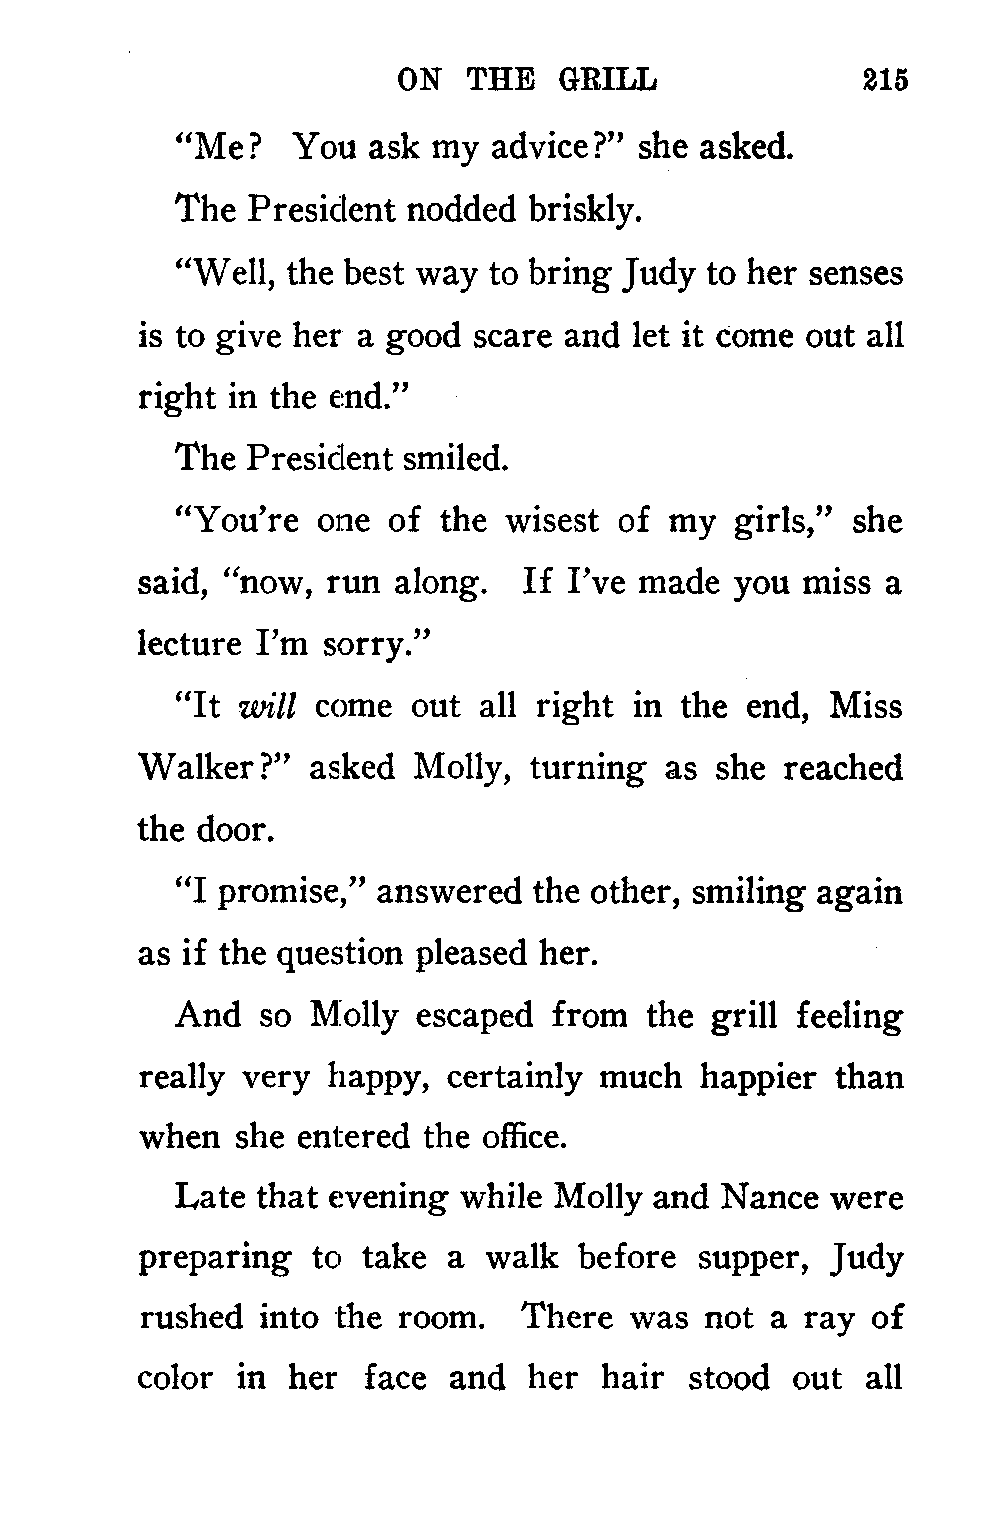 ON THE GRILL 215
“Me? You ask my advice?” she asked.
The President nodded briskly.
“Well, the best way to bring Judy to her senses
is to give her a good scare and let it come out all
right in the end.”
The President smiled.
“You’re one of the wisest of my girls,” she
said, “now, run along. If I’ve made you miss a
lecture I’m sorry.”
“It will come out all right in the end, Miss
Walker?” asked Molly, turning as she reached
the door.
“I promise,” answered the other, smiling again
as if the question pleased her.
And so Molly escaped from the grill feeling
really very happy, certainly much happier than
when she entered the office.
Late that evening while Molly and Nance were
preparing to take a walk before supper, Judy
rushed into the room. There was not a ray of
color in her face and her hair stood out all